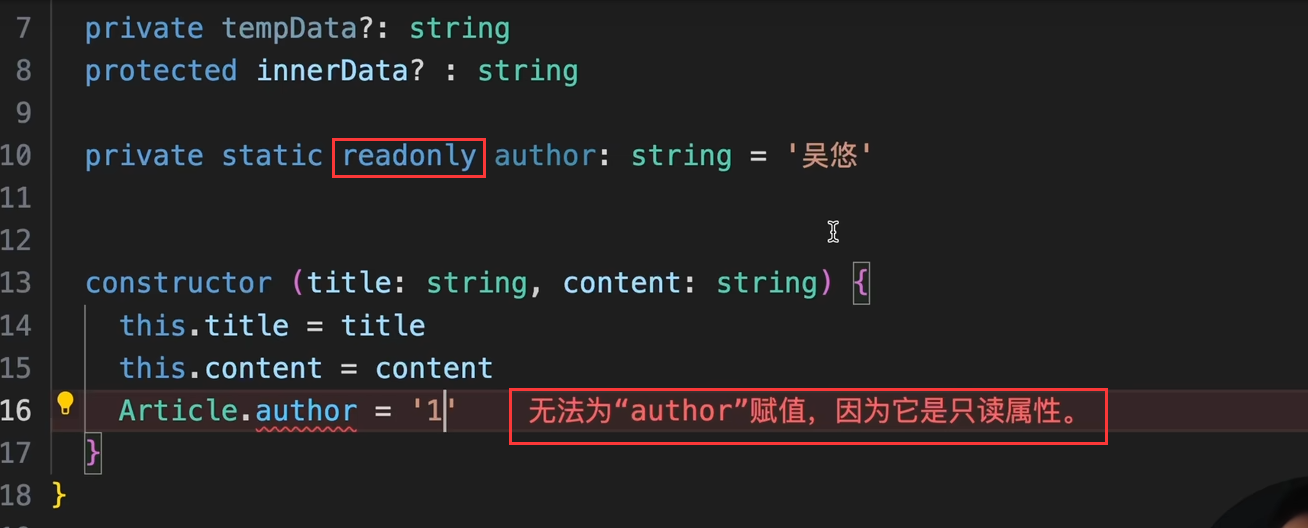 7 private tempData?: string
8 protected innerData? : string
9
10 private static readonly author: string = '吴悠'
11
12
13 constructor (title: string, content: string) {
14 this.title = title
15 this.content = content
16 Article.author = '1' 无法为“author”赋值，因为它是只读属性。
17 }
18 }